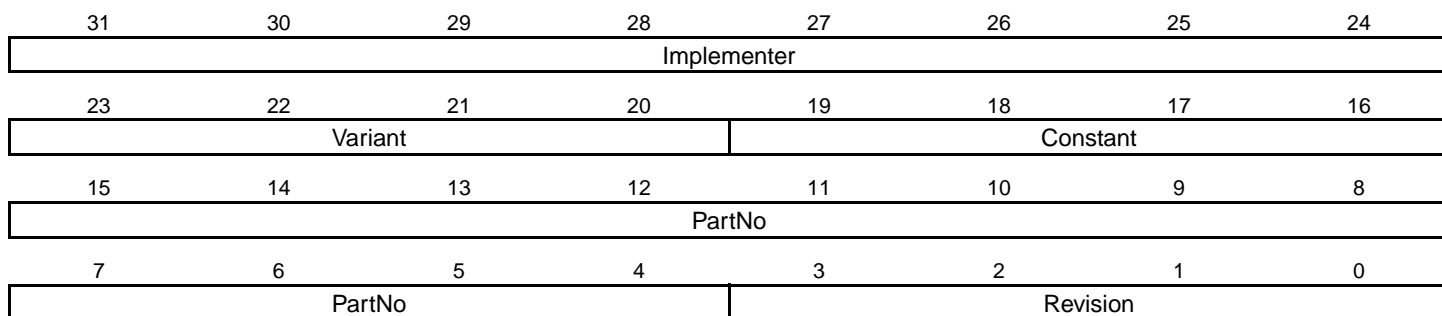 31 30 29 28 27 26 25 24
Implementer
23 22 21 20 19 18 17 16
Variant Constant
15 14 13 12 11 10 9 8
PartNo
7 6 5 4 3 2 1 0
PartNo Revision